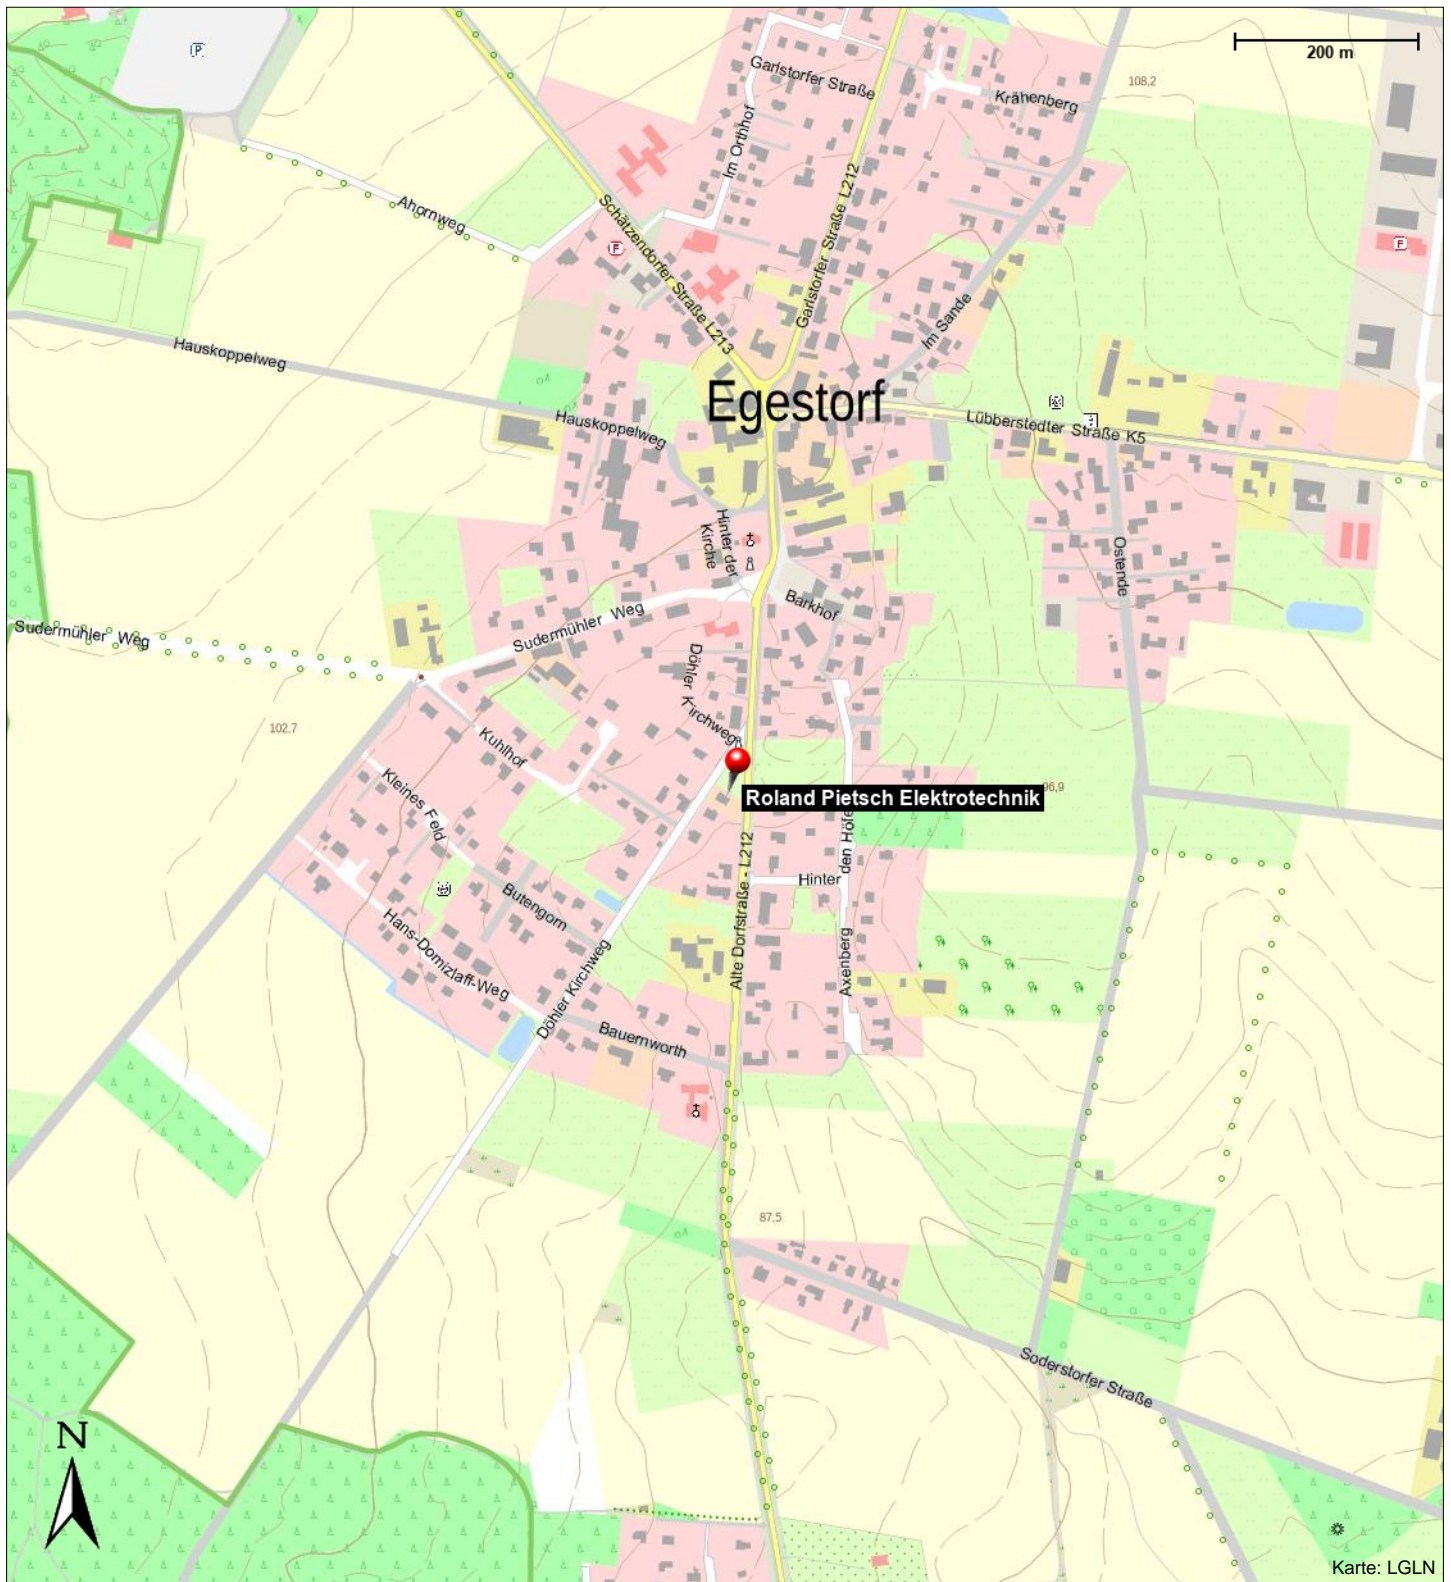 P
200 m
Garlstorfer Straße
Krähenberg
108,2
Im Orthof
Ahornweg
Schätzendorfer Straße L213
Garlstorfer Straße L212
F
F
Im Sande
Hauskoppelweg
Egestorf
Hauskoppelweg
Lübberstedter Straße K5
Hinter der
Kirche
Ostende
Barkhof
Sudermühler Weg
Sudermühler Weg
Döhler Kirchweg
102,7
Kuhlhof
Kleines Feld
Roland Pietsch Elektrotechnik
96,9
Hinter den Höfen
Alte Dorfstraße - L212
Butengorn
Hans-Domizlaff-Weg
Döhler Kirchweg
Axenberg
Bauernworth
87,5
Soderstorfer Straße
N
Karte: LGLN